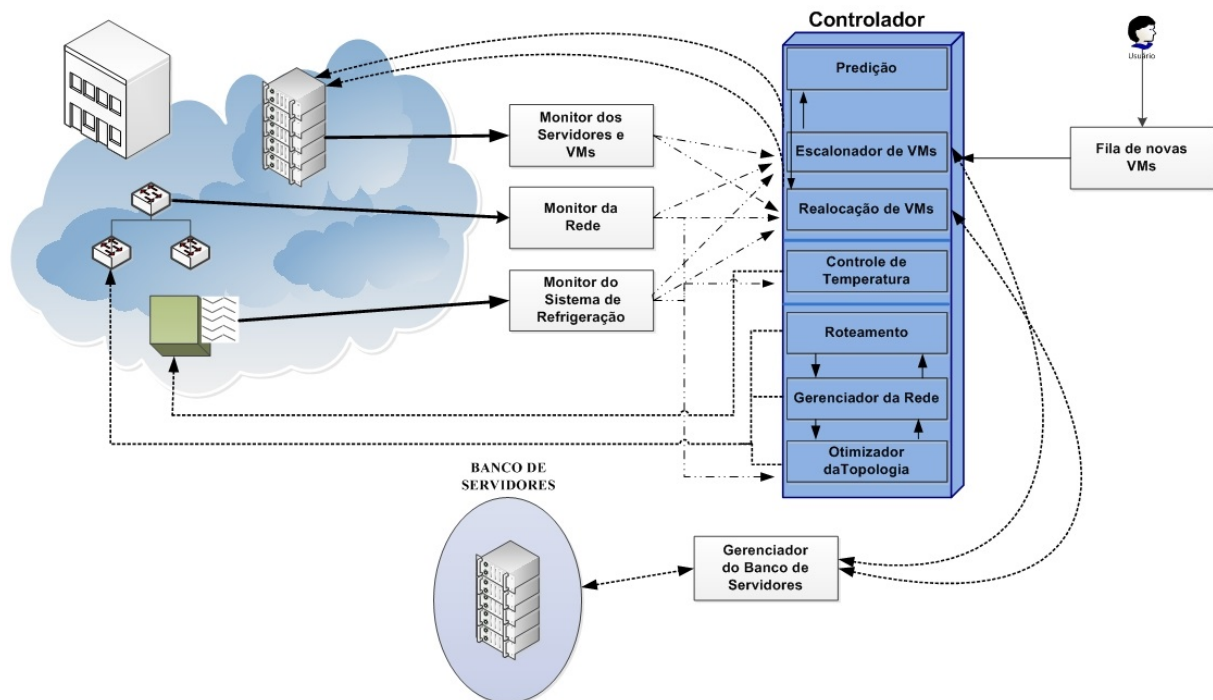 Controlador
Usuário
Predição
Monitor dos
Servidores e
VMs
Escalonador de VMs
Fila de novas
VMs
Monitor da
Rede
Realocação de VMs
Controle de
Temperatura
Monitor do
Sistema de
Refrigeração
Roteamento
Gerenciador da Rede
Otimizador
daTopologia
BANCO DE
SERVIDORES
Gerenciador
do Banco de
Servidores